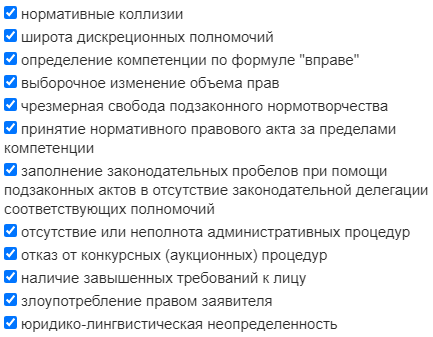 нормативные коллизии
широта дискреционных полномочий
определение компетенции по формуле "вправе"
выборочное изменение объема прав
чрезмерная свобода подзаконного нормотворчества
принятие нормативного правового акта за пределами
компетенции
заполнение законодательных пробелов при помощи
подзаконных актов в отсутствие законодательной делегации
соответствующих полномочий
отсутствие или неполнота административных процедур
отказ от конкурсных (аукционных) процедур
наличие завышенных требований к лицу
злоупотребление правом заявителя
юридико-лингвистическая неопределенность